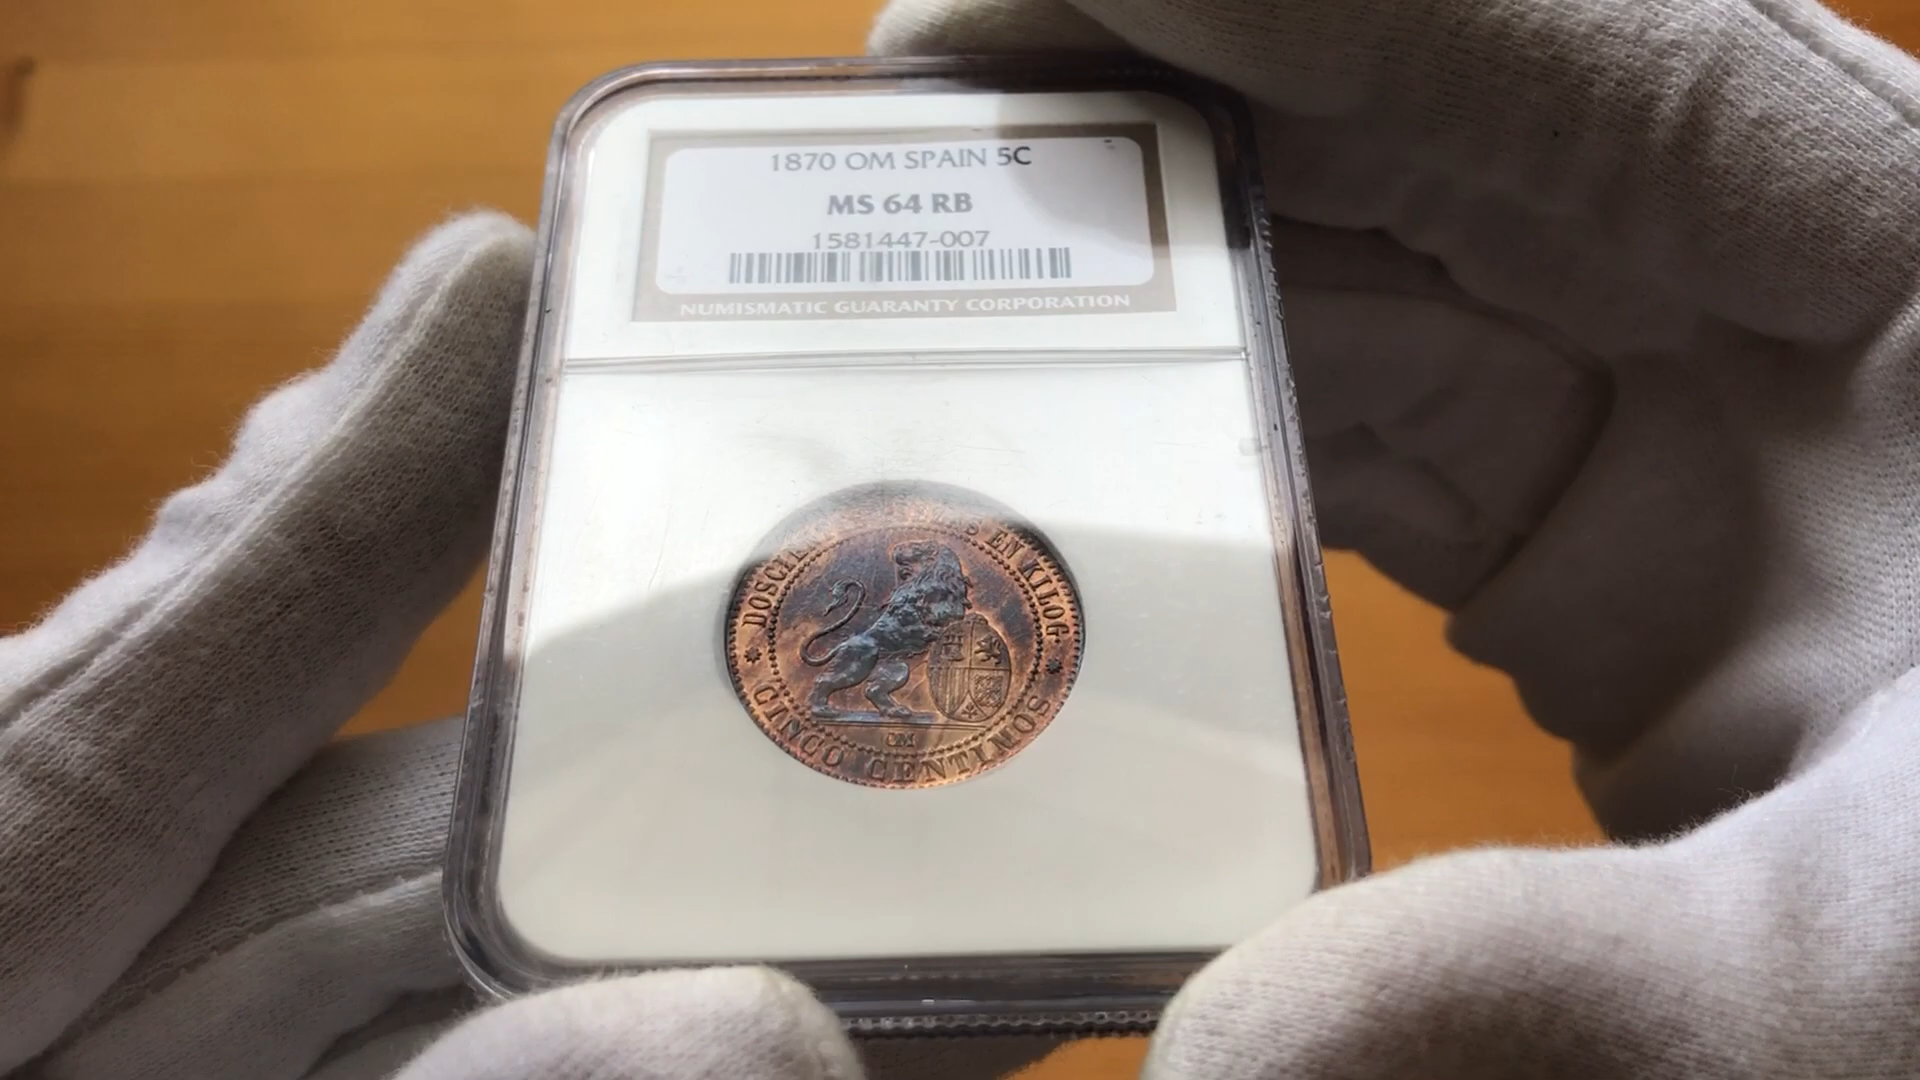 1870 OM SPAIN 5C
MS 64 RB
1581447-007
NUMISMATIC GUARANTY CORPORATION
EN KILOG.
OM
CINCO CENTIMOS